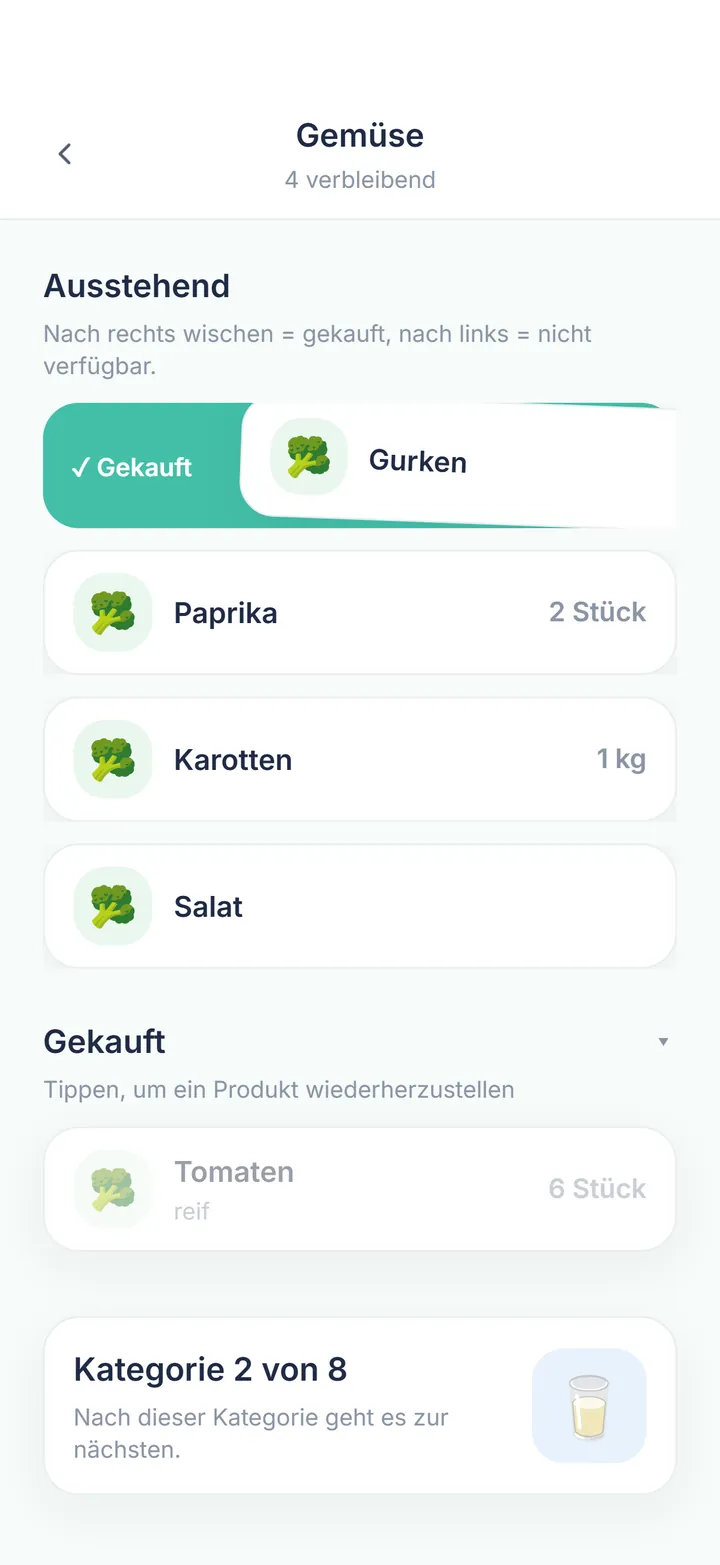 Gemüse
4 verbleibend
Ausstehend
Nach rechts wischen = gekauft, nach links = nicht
verfügbar.
✓ Gekauft
Gurken
Paprika
2 Stück
Karotten
1 kg
Salat
Gekauft
Tippen, um ein Produkt wiederherzustellen
Tomaten
reif
6 Stück
Kategorie 2 von 8
Nach dieser Kategorie geht es zur
nächsten.